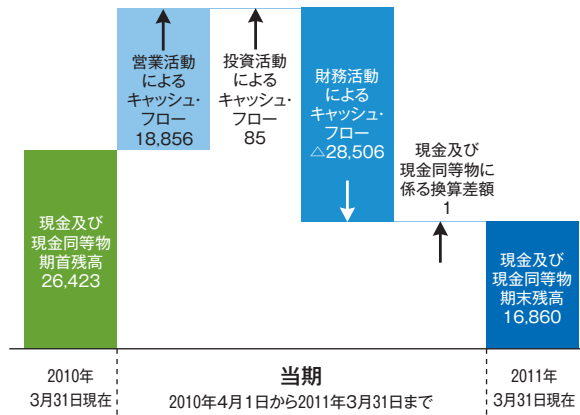 営業活動
による
キャッシュ・
フロー
18,856
投資活動
による
キャッシュ・
フロー
85
財務活動
による
キャッシュ・
フロー
△28,506
現金及び
現金同等物に
係る換算差額
1
現金及び
現金同等物
期首残高
26,423
現金及び
現金同等物
期末残高
16,860
2010年
3月31日現在
当期
2010年4月1日から2011年3月31日まで
2011年
3月31日現在